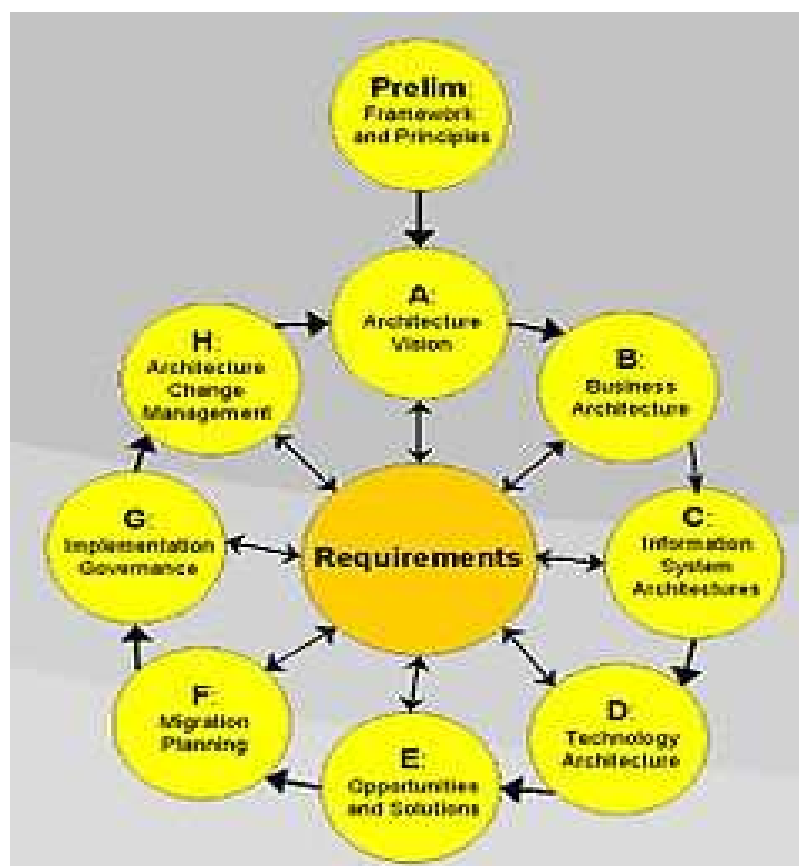 Prelim:
Framework
and Principles
A:
Architecture
Vision
B:
Business
Architecture
C:
Information
System
Architectures
D:
Technology
Architecture
E:
Opportunities
and Solutions
F:
Migration
Planning
G:
Implementation
Governance
H:
Architecture
Change
Management
Requirements